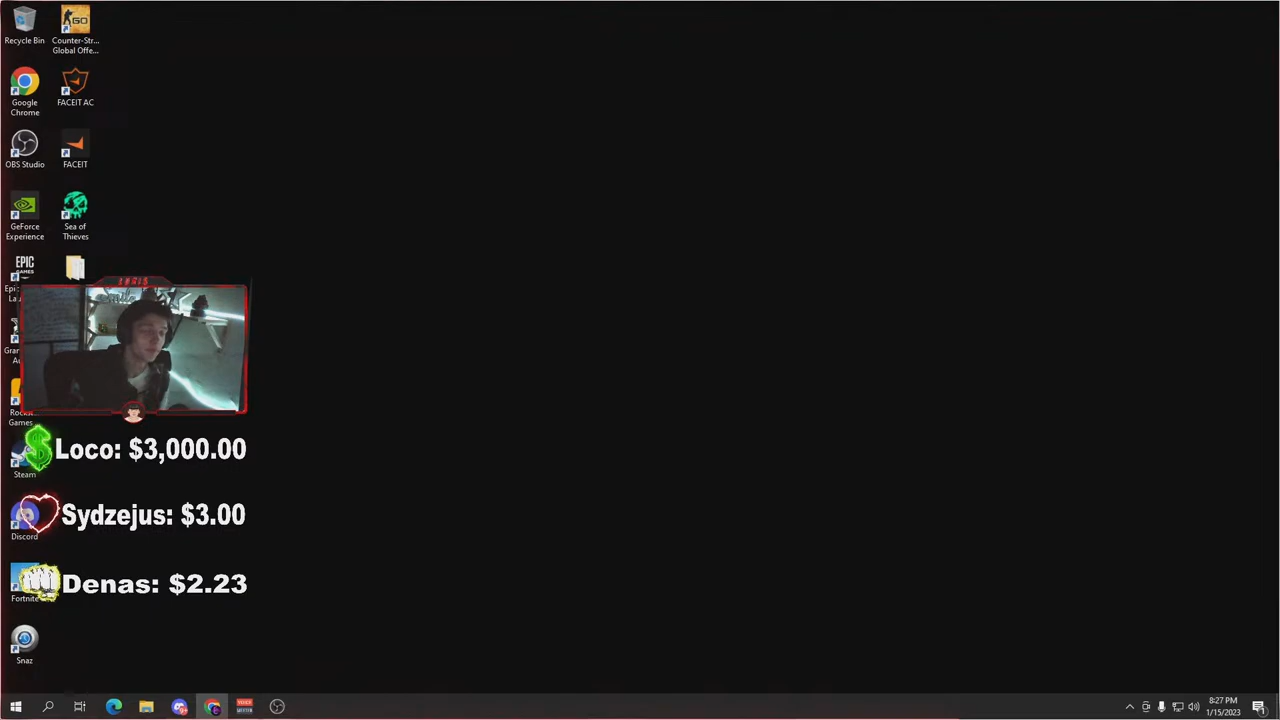 Recycle Bin
Counter-Str...
Global Offe...
Google
Chrome
FACEIT AC
OBS Studio
FACEIT
GeForce
Experience
Sea of
Thieves
EPIC
GAMES
Loco: $3,000.00
Steam
Sydzejus: $3.00
Discord
Denas: $2.23
Fortnite
Snaz
8:27 PM
1/15/2023